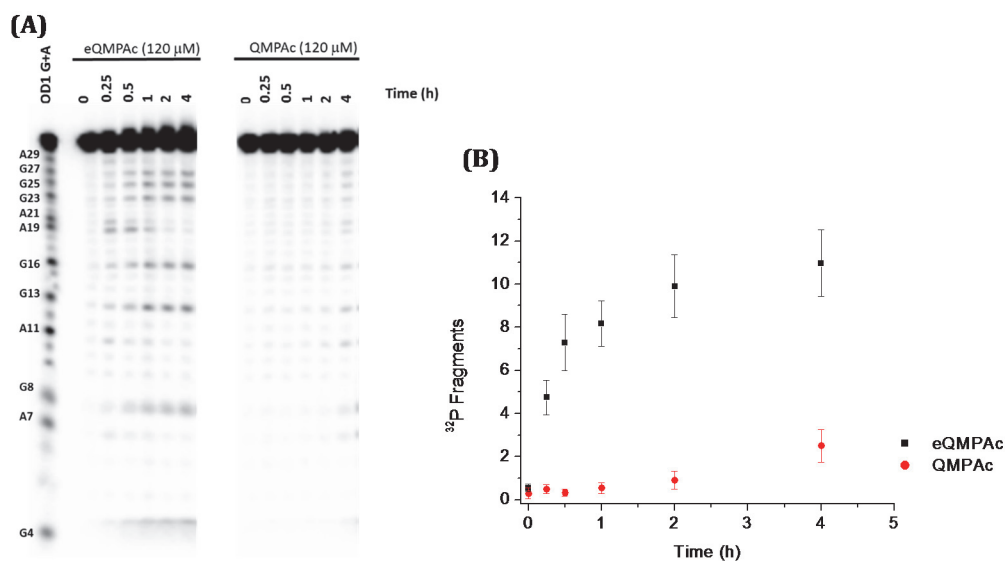 (A)
eQMPAc (120 μM)
QMPAc (120 μM)
OD1 G+A
0
0.25
0.5
1
2
4
0
0.25
0.5
1
2
4
Time (h)
A29
G27
G25
G23
A21
A19
G16
G13
A11
G8
A7
G4
(B)
14
12
10
8
6
4
2
0
³²P Fragments
0 1 2 3 4 5
Time (h)
eQMPAc
QMPAc